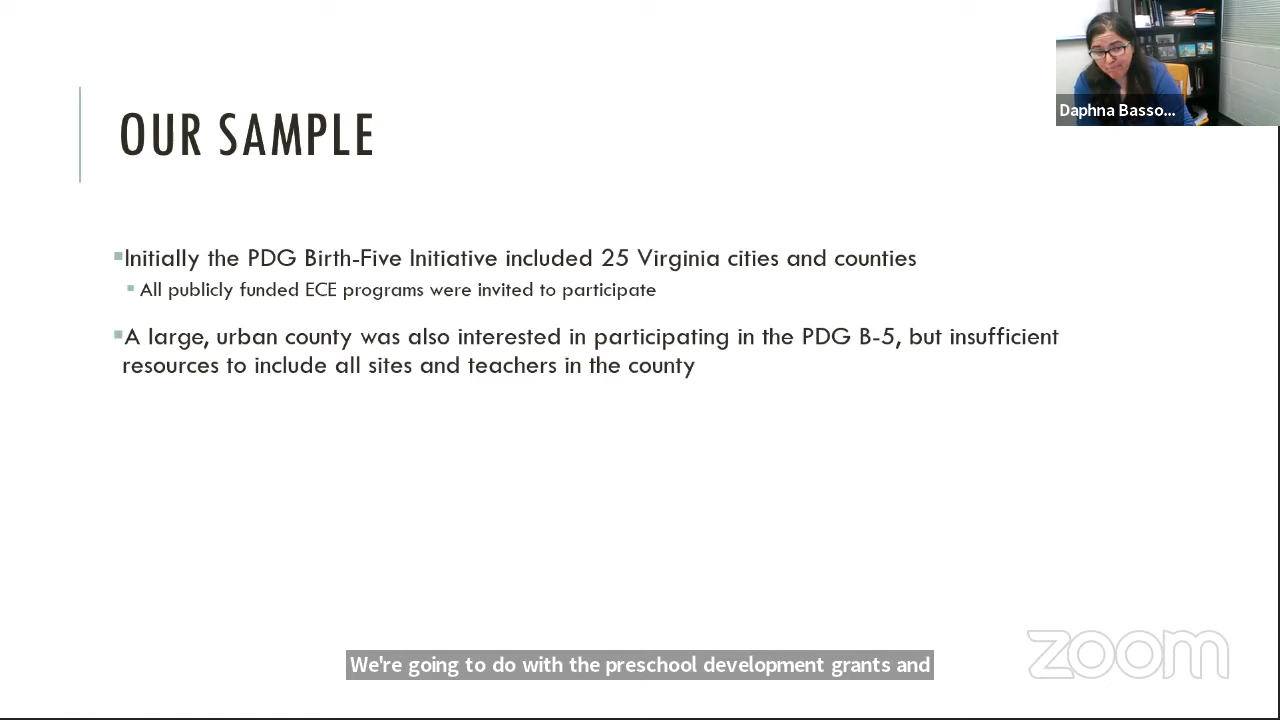 Daphna Basso...
OUR SAMPLE
Initially the PDG Birth-Five Initiative included 25 Virginia cities and counties
All publicly funded ECE programs were invited to participate
A large, urban county was also interested in participating in the PDG B-5, but insufficient
resources to include all sites and teachers in the county
We're going to do with the preschool development grants and
zoom